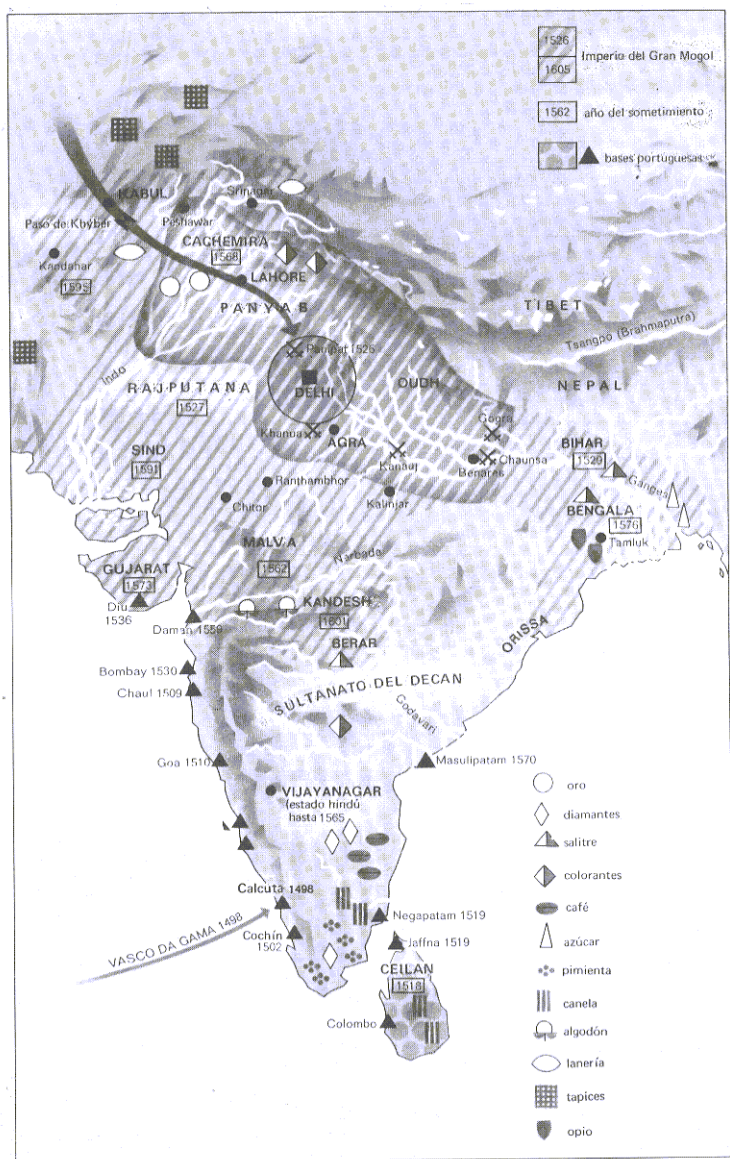 1526
1605
Imperio del Gran Mogol
1562
año del sometimiento
bases portuguesas
KABUL
Srinagar
Paso de Khyber
Peshawar
CACHEMIRA
1568
Kandahar
1595
LAHORE
PANYAB
TIBET
Tsangpo (Brahmaputra)
Panipat 1526
NEPAL
Indo
RAJPUTANA
1527
DELHI
OUDH
Gogra
Khanua
AGRA
BIHAR
1529
SIND
1591
Kanauj
Chaunsa
Benares
Ganges
Ranthambhor
Chitor
Kalinjar
BENGALA
1576
Tamluk
MALVA
1562
Narbada
GUJARAT
1573
Diu
1536
KANDESH
1601
Daman 1559
ORISSA
BERAR
Bombay 1530
Chaul 1509
SULTANATO DEL DECAN
Godavari
Goa 1510
Masulipatam 1570
VIJAYANAGAR
(estado hindú
hasta 1565)
oro
diamantes
salitre
colorantes
café
azúcar
pimienta
canela
algodón
lanería
tapices
opio
Calcuta 1498
VASCO DA GAMA 1498
Negapatam 1519
Cochín
1502
Jaffna 1519
CEILAN
1518
Colombo